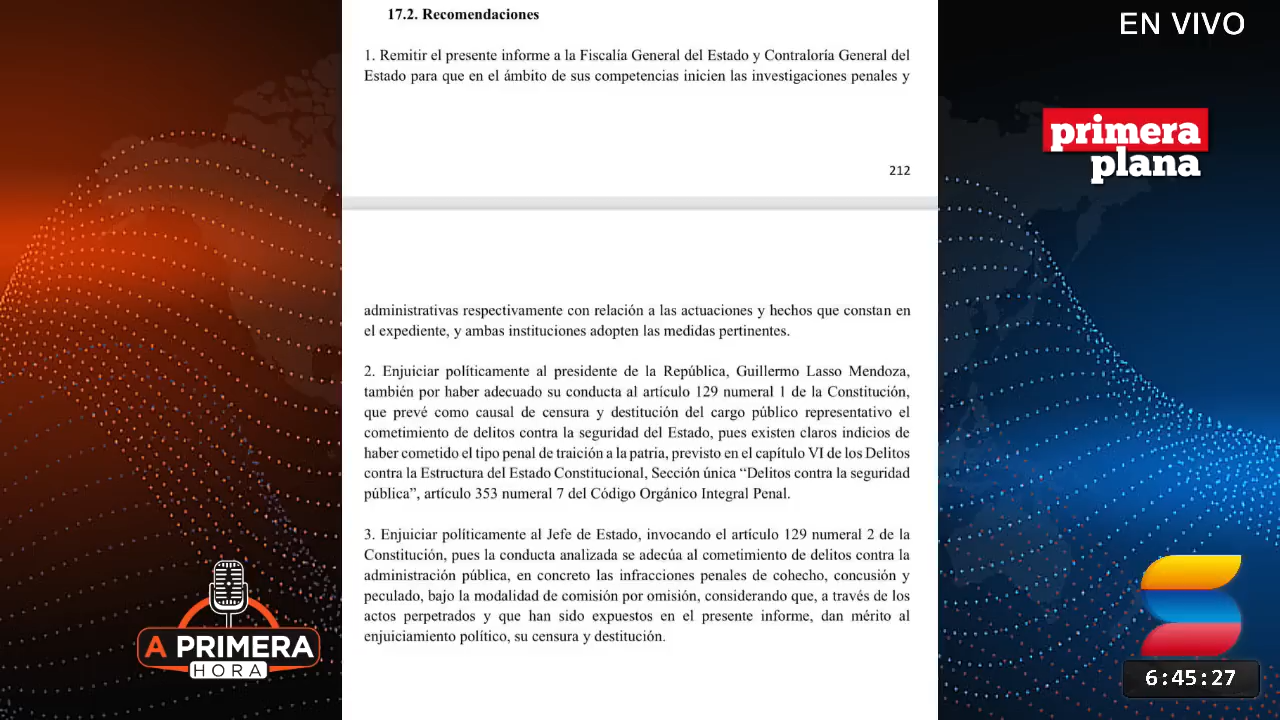 17.2. Recomendaciones
EN VIVO
1. Remitir el presente informe a la Fiscalía General del Estado y Contraloría General del
Estado para que en el ámbito de sus competencias inicien las investigaciones penales y
primera
plana
212
administrativas respectivamente con relación a las actuaciones y hechos que constan en
el expediente, y ambas instituciones adopten las medidas pertinentes.
2. Enjuiciar políticamente al presidente de la República, Guillermo Lasso Mendoza,
también por haber adecuado su conducta al artículo 129 numeral 1 de la Constitución,
que prevé como causal de censura y destitución del cargo público representativo el
cometimiento de delitos contra la seguridad del Estado, pues existen claros indicios de
haber cometido el tipo penal de traición a la patria, previsto en el capítulo VI de los Delitos
contra la Estructura del Estado Constitucional, Sección única “Delitos contra la seguridad
pública”, artículo 353 numeral 7 del Código Orgánico Integral Penal.
3. Enjuiciar políticamente al Jefe de Estado, invocando el artículo 129 numeral 2 de la
Constitución, pues la conducta analizada se adecúa al cometimiento de delitos contra la
administración pública, en concreto las infracciones penales de cohecho, concusión y
peculado, bajo la modalidad de comisión por omisión, considerando que, a través de los
actos perpetrados y que han sido expuestos en el presente informe, dan mérito al
enjuiciamiento político, su censura y destitución.
A PRIMERA
HORA
6:45:27